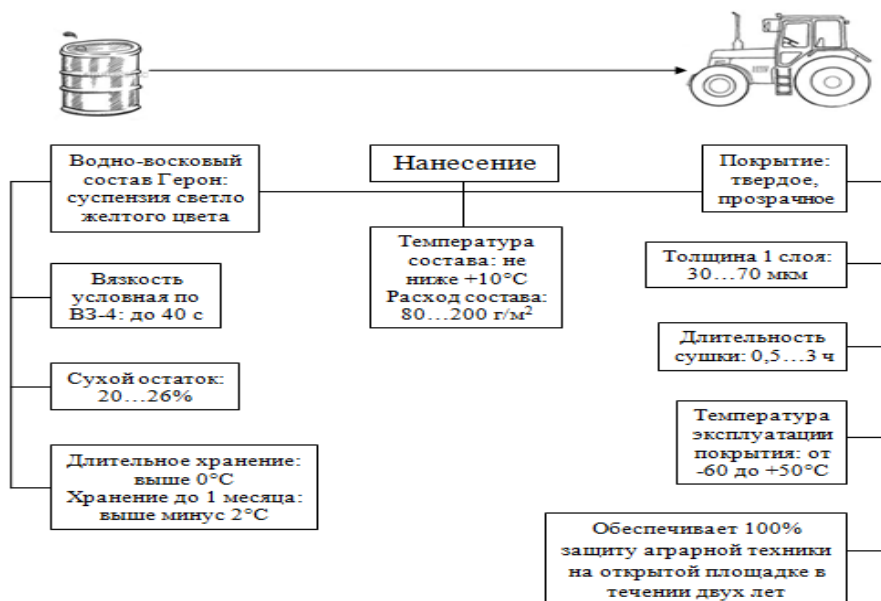 Водно-восковый
состав Герон:
суспензия светло
желтого цвета
Вязкость
условная по
ВЗ-4: до 40 с
Сухой остаток:
20…26%
Длительное хранение:
выше 0°С
Хранение до 1 месяца:
выше минус 2°С
Нанесение
Температура
состава: не
ниже +10°С
Расход состава:
80…200 г/м²
Покрытие:
твердое,
прозрачное
Толщина 1 слоя:
30…70 мкм
Длительность
сушки: 0,5…3 ч
Температура
эксплуатации
покрытия: от
-60 до +50°С
Обеспечивает 100%
защиту аграрной техники
на открытой площадке в
течении двух лет